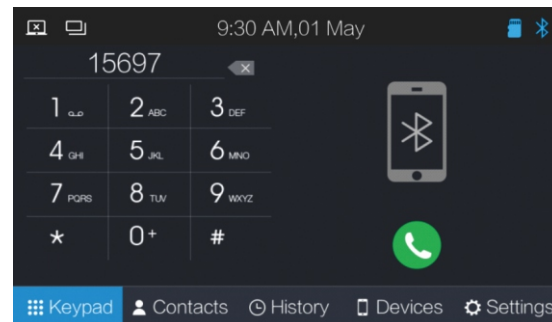 9:30 AM,01 May
15697
1 2 ABC 3 DEF
4 GHI 5 JKL 6 MNO
7 PQRS 8 TUV 9 WXYZ
* 0+ #
Keypad Contacts History Devices Settings